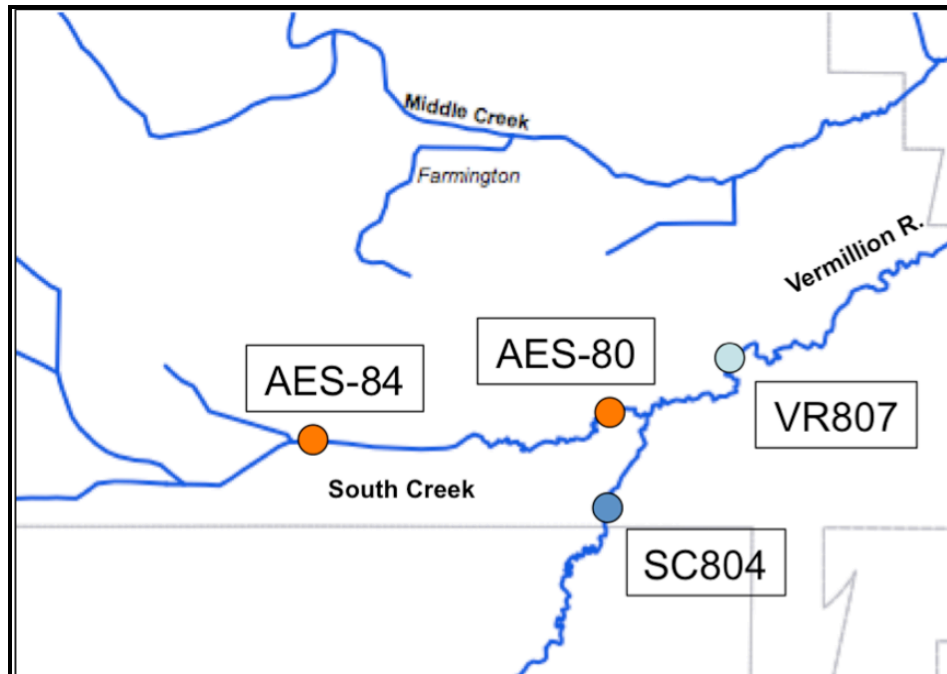 Middle Creek
Farmington
Vermillion R.
AES-84
AES-80
VR807
South Creek
SC804